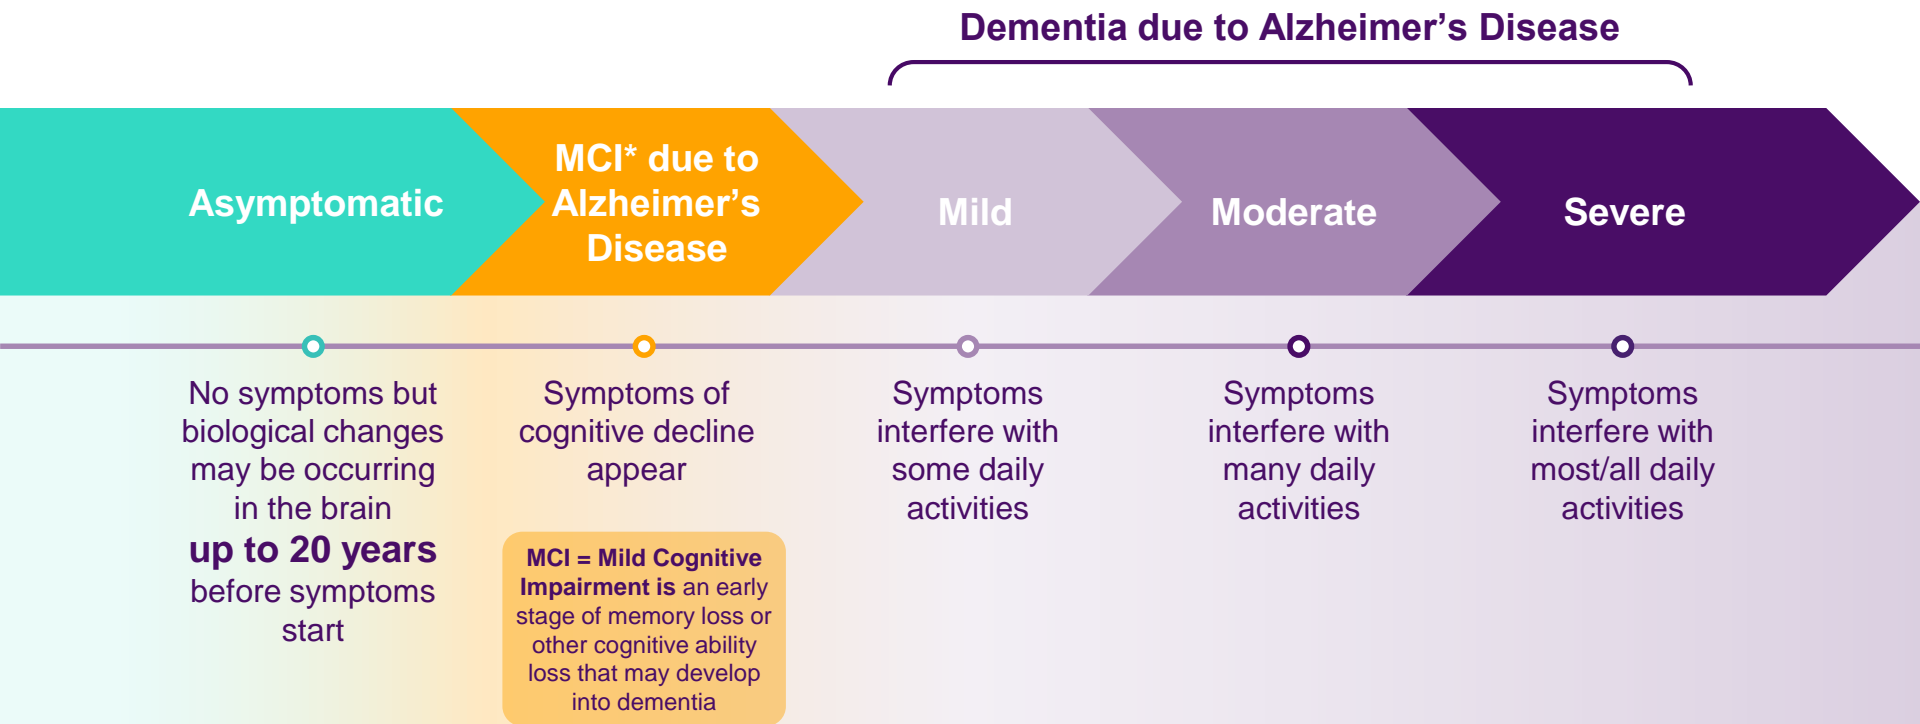 Dementia due to Alzheimer’s Disease
Asymptomatic
MCI* due to
Alzheimer’s
Disease
Mild
Moderate
Severe
No symptoms but
biological changes
may be occurring
in the brain
up to 20 years
before symptoms
start
Symptoms of
cognitive decline
appear
MCI = Mild Cognitive
Impairment is an early
stage of memory loss or
other cognitive ability
loss that may develop
into dementia
Symptoms
interfere with
some daily
activities
Symptoms
interfere with
many daily
activities
Symptoms
interfere with
most/all daily
activities